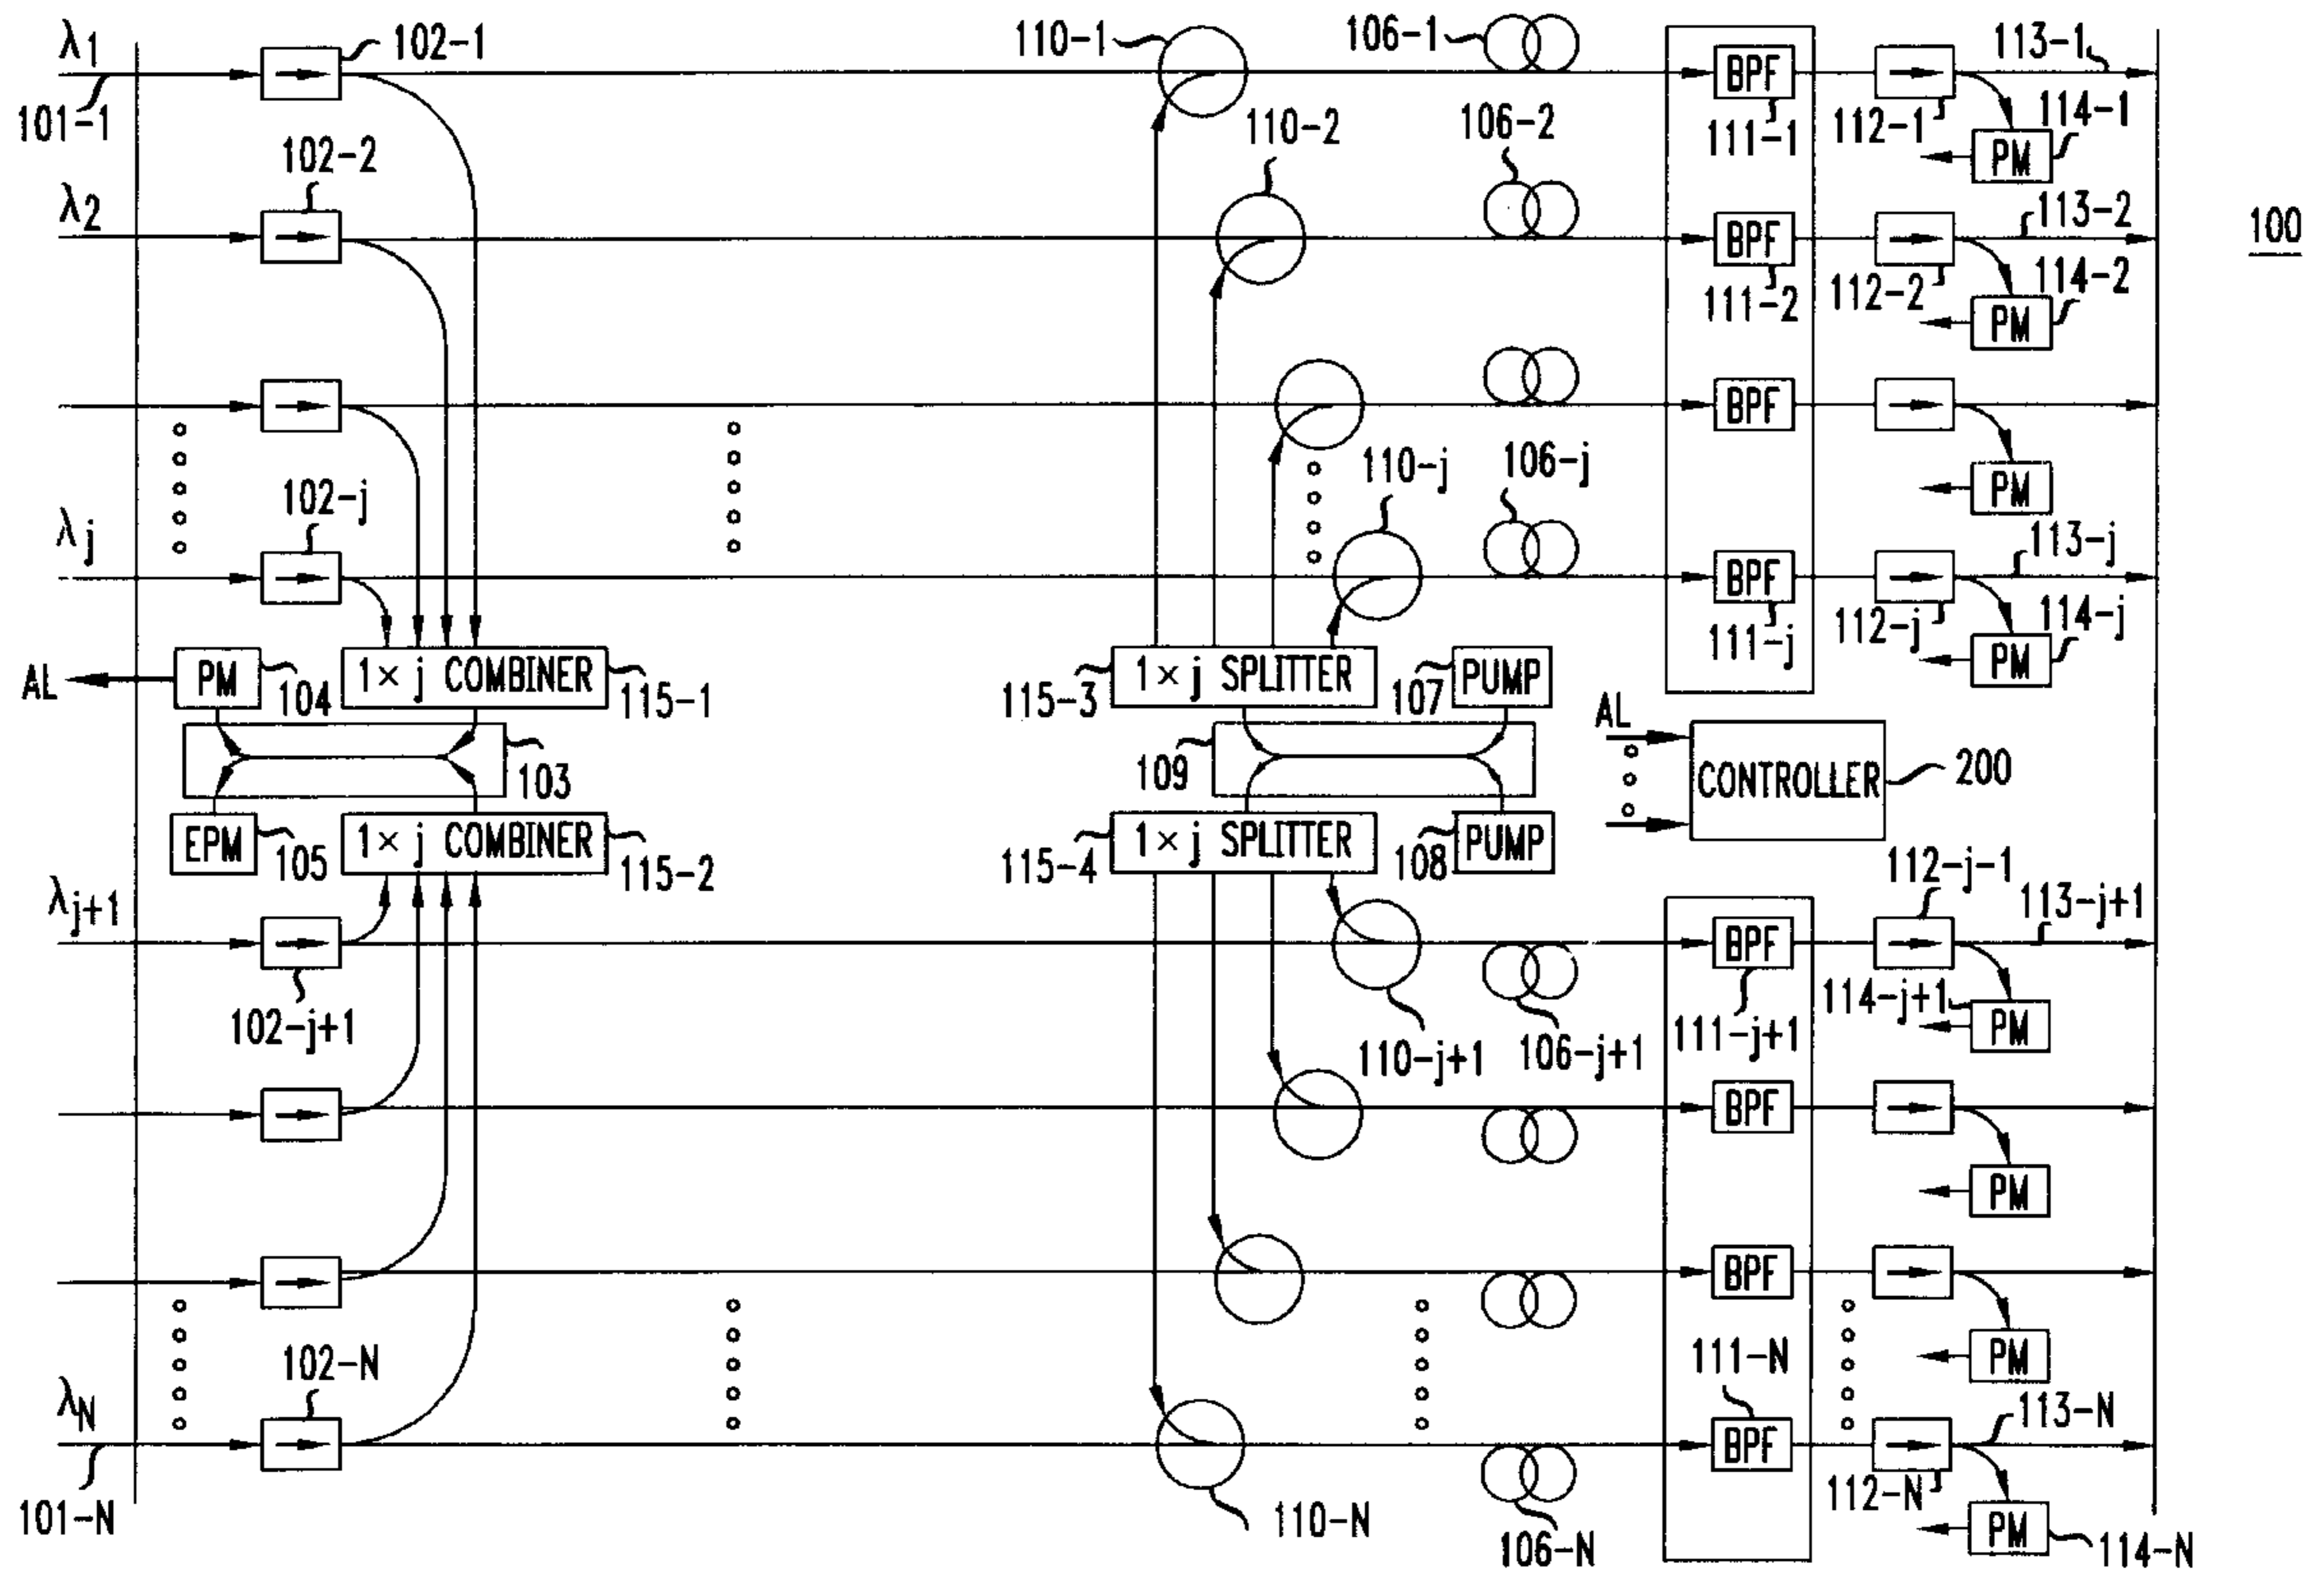 λ1
102-1
110-1
106-1
BPF
113-1
101-1
111-1
112-1
114-1
PM
102-2
110-2
106-2
λ2
BPF
113-2
100
111-2
112-2
114-2
PM
BPF
PM
102-j
110-j
106-j
λj
BPF
113-j
111-j
112-j
114-j
PM
AL
PM
104
1 × j COMBINER
115-1
115-3
1 × j SPLITTER
107
PUMP
AL
103
109
CONTROLLER
200
EPM
105
1 × j COMBINER
115-2
115-4
1 × j SPLITTER
108
PUMP
112-j-1
λj+1
BPF
113-j+1
102-j+1
110-j+1
106-j+1
111-j+1
114-j+1
PM
BPF
PM
BPF
PM
102-N
111-N
λN
BPF
113-N
101-N
110-N
106-N
112-N
PM
114-N